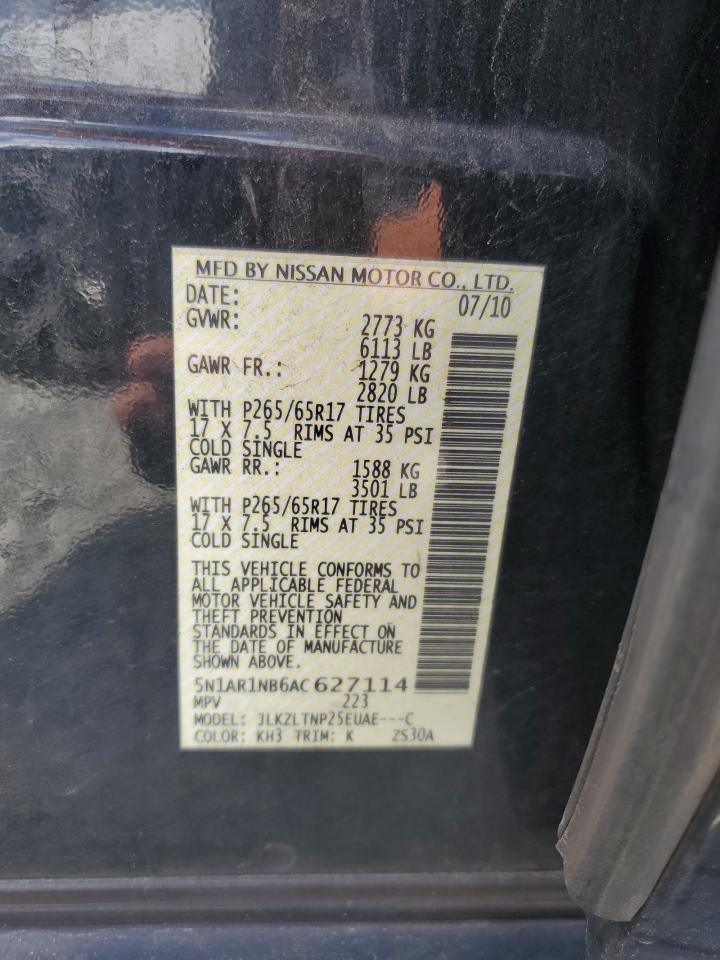 MFD BY NISSAN MOTOR CO., LTD.
DATE: 07/10
GVWR: 2773 KG
6113 LB
GAWR FR.: 1279 KG
2820 LB
WITH P265/65R17 TIRES
17 X 7.5 RIMS AT 35 PSI
COLD SINGLE
GAWR RR.: 1588 KG
3501 LB
WITH P265/65R17 TIRES
17 X 7.5 RIMS AT 35 PSI
COLD SINGLE
THIS VEHICLE CONFORMS TO
ALL APPLICABLE FEDERAL
MOTOR VEHICLE SAFETY AND
THEFT PREVENTION
STANDARDS IN EFFECT ON
THE DATE OF MANUFACTURE
SHOWN ABOVE.
5N1AR1NB6AC 627114
MPV 223
MODEL: JLKZLTNP25EUAE---C
COLOR: KH3 TRIM: K ZS30A